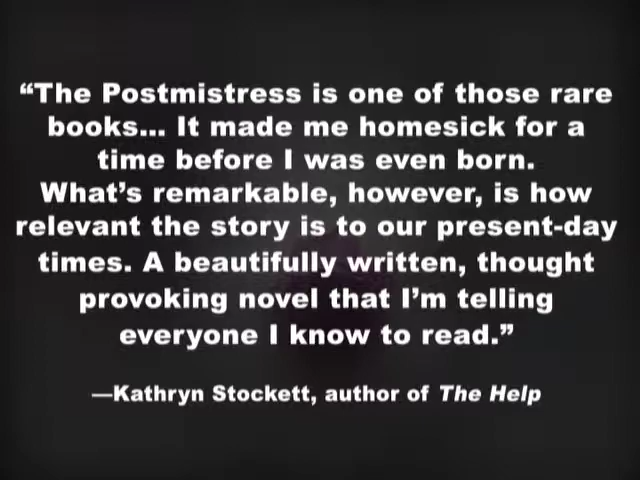 “The Postmistress is one of those rare
books... It made me homesick for a
time before I was even born.
What’s remarkable, however, is how
relevant the story is to our present-day
times. A beautifully written, thought
provoking novel that I’m telling
everyone I know to read.”
—Kathryn Stockett, author of The Help